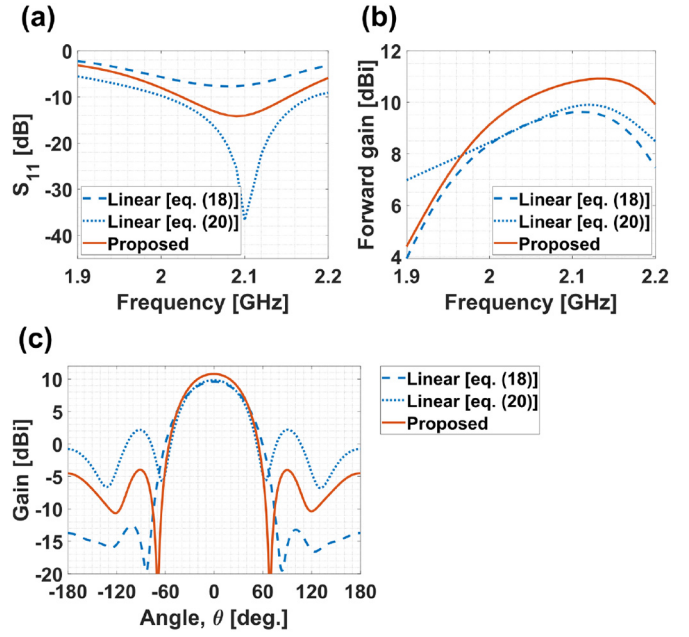 (a)
0
-10
-20
-30
-40
S11 [dB]
Linear [eq. (18)]
Linear [eq. (20)]
Proposed
1.9 2 2.1 2.2
Frequency [GHz]
(b)
12
10
8
6
4
Forward gain [dBi]
Linear [eq. (18)]
Linear [eq. (20)]
Proposed
1.9 2 2.1 2.2
Frequency [GHz]
(c)
10
5
0
-5
-10
-15
-20
Gain [dBi]
-180 -120 -60 0 60 120 180
Angle, θ [deg.]
Linear [eq. (18)]
Linear [eq. (20)]
Proposed